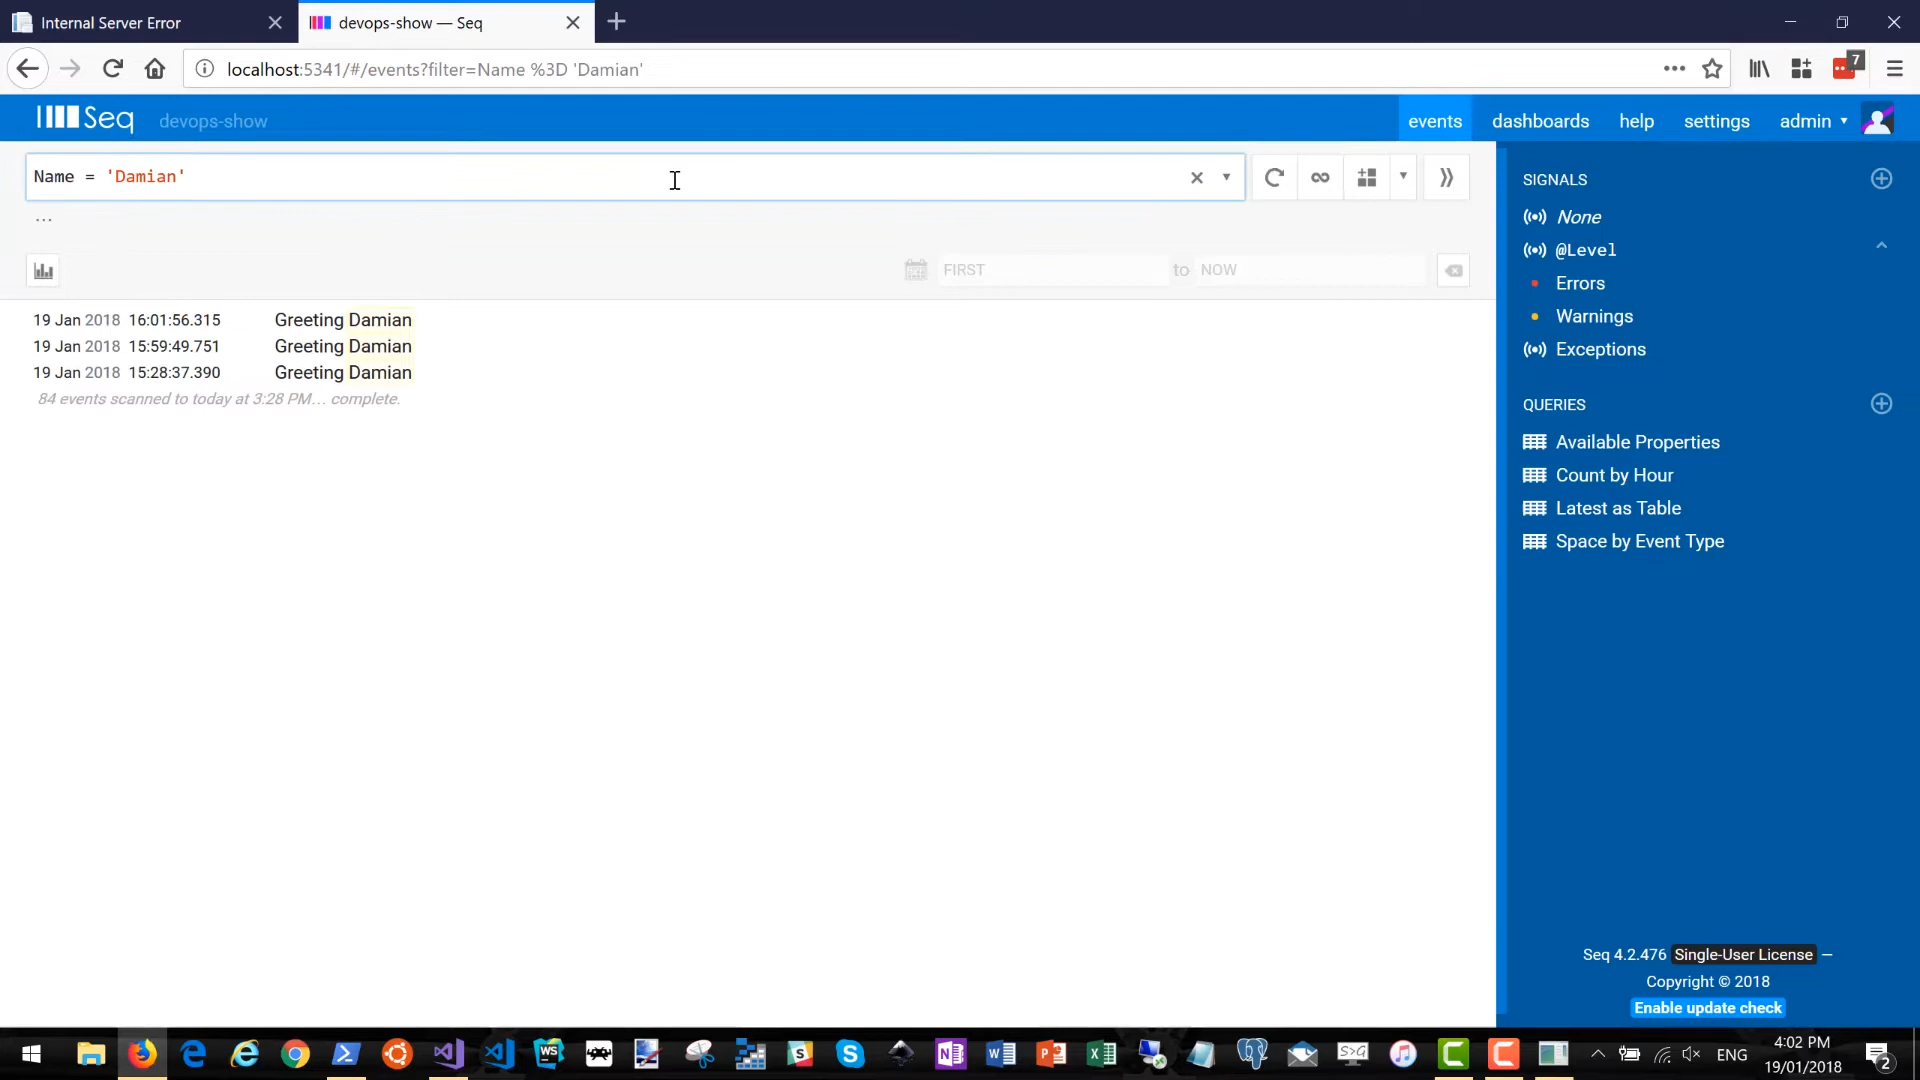 Internal Server Error
devops-show — Seq
localhost:5341/#/events?filter=Name %3D 'Damian'
7
Seq devops-show events dashboards help settings admin
Name = 'Damian'
...
FIRST to NOW
19 Jan 2018 16:01:56.315 Greeting Damian
19 Jan 2018 15:59:49.751 Greeting Damian
19 Jan 2018 15:28:37.390 Greeting Damian
84 events scanned to today at 3:28 PM... complete.
SIGNALS
None
@Level
Errors
Warnings
Exceptions
QUERIES
Available Properties
Count by Hour
Latest as Table
Space by Event Type
Seq 4.2.476 Single-User License —
Copyright © 2018
Enable update check
ENG
4:02 PM
19/01/2018
2